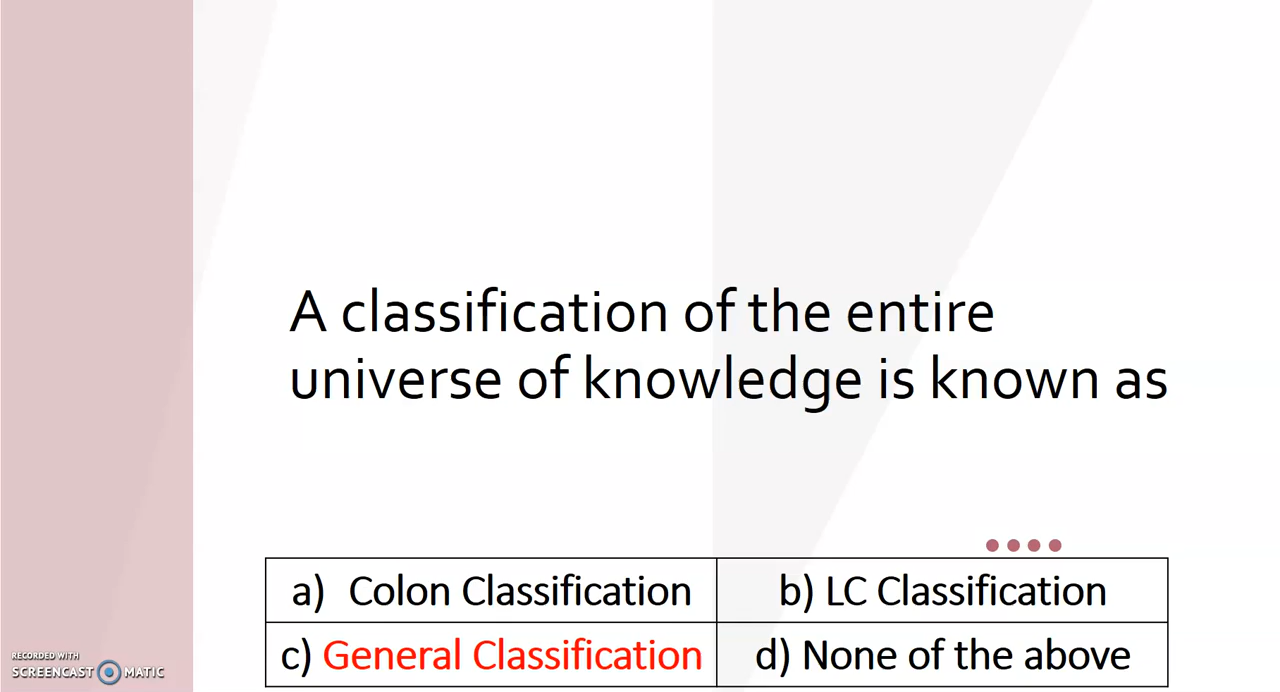 A classification of the entire
universe of knowledge is known as
a) Colon Classification
b) LC Classification
c) General Classification
d) None of the above
RECORDED WITH
SCREENCAST MATIC